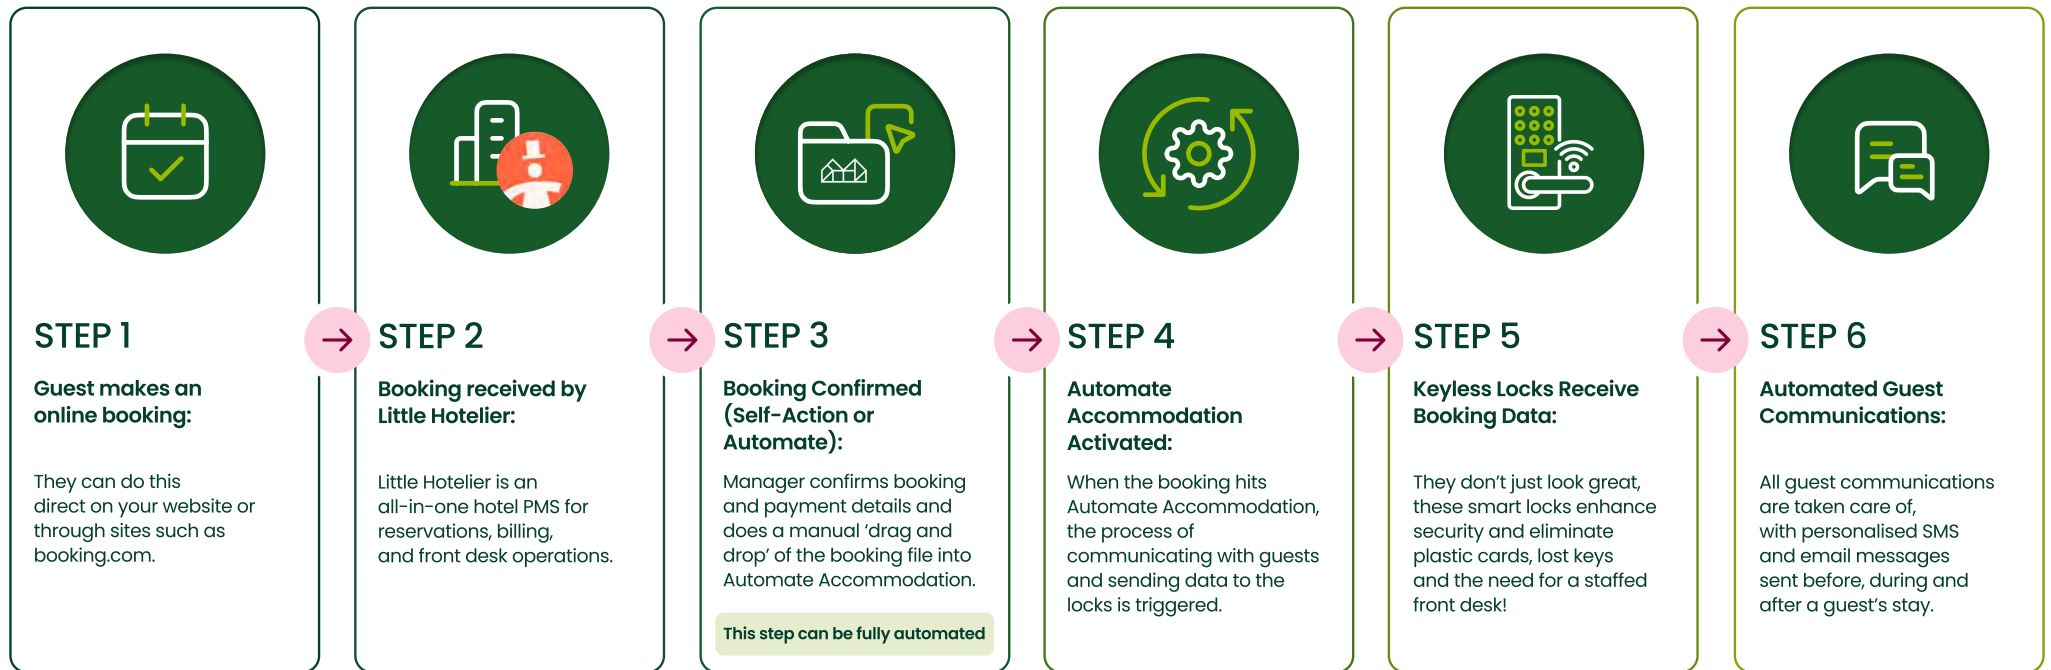 STEP 1
Guest makes an
online booking:
They can do this
direct on your website or
through sites such as
booking.com.
STEP 2
Booking received by
Little Hotelier:
Little Hotelier is an
all-in-one hotel PMS for
reservations, billing,
and front desk operations.
STEP 3
Booking Confirmed
(Self-Action or
Automate):
Manager confirms booking
and payment details and
does a manual ‘drag and
drop’ of the booking file into
Automate Accommodation.
This step can be fully automated
STEP 4
Automate
Accommodation
Activated:
When the booking hits
Automate Accommodation,
the process of
communicating with guests
and sending data to the
locks is triggered.
STEP 5
Keyless Locks Receive
Booking Data:
They don’t just look great,
these smart locks enhance
security and eliminate
plastic cards, lost keys
and the need for a staffed
front desk!
STEP 6
Automated Guest
Communications:
All guest communications
are taken care of,
with personalised SMS
and email messages
sent before, during and
after a guest’s stay.